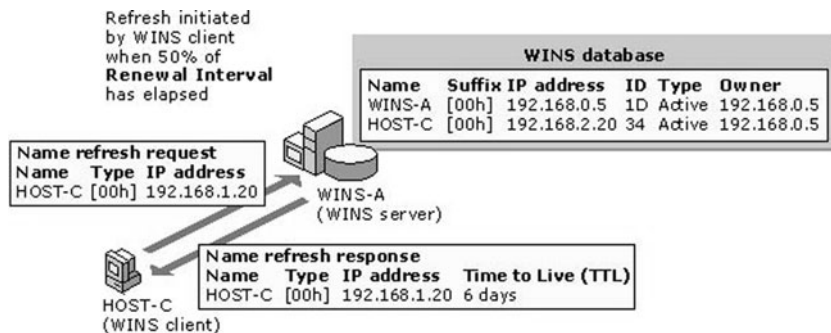 Refresh initiated
by WINS client
when 50% of
Renewal Interval
has elapsed
WINS database
Name Suffix IP address ID Type Owner
WINS-A [00h] 192.168.0.5 1D Active 192.168.0.5
HOST-C [00h] 192.168.2.20 34 Active 192.168.0.5
Name refresh request
Name Type IP address
HOST-C [00h] 192.168.1.20
WINS-A
(WINS server)
Name refresh response
Name Type IP address Time to Live (TTL)
HOST-C [00h] 192.168.1.20 6 days
HOST-C
(WINS client)